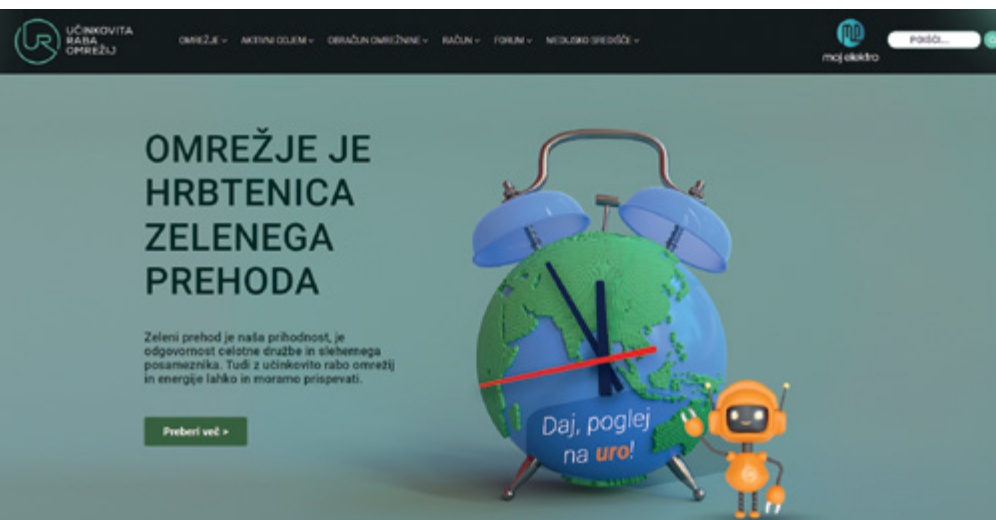 UČINKOVITA
RABA
OMREŽIJ
OMREŽJE
AKTIVNI ODJEM
OBRAČUN OMREŽNINE
RAČUN
FORUM
MEDIJSKO SREDIŠČE
moj elektro
POIŠČI...
OMREŽJE JE
HRBTENICA
ZELENEGA
PREHODA
Zeleni prehod je naša prihodnost, je
odgovornost celotne družbe in slehernega
posameznika. Tudi z učinkovito rabo omrežij
in energije lahko in moramo prispevati.
Preberi več >
Daj, poglej
na uro!